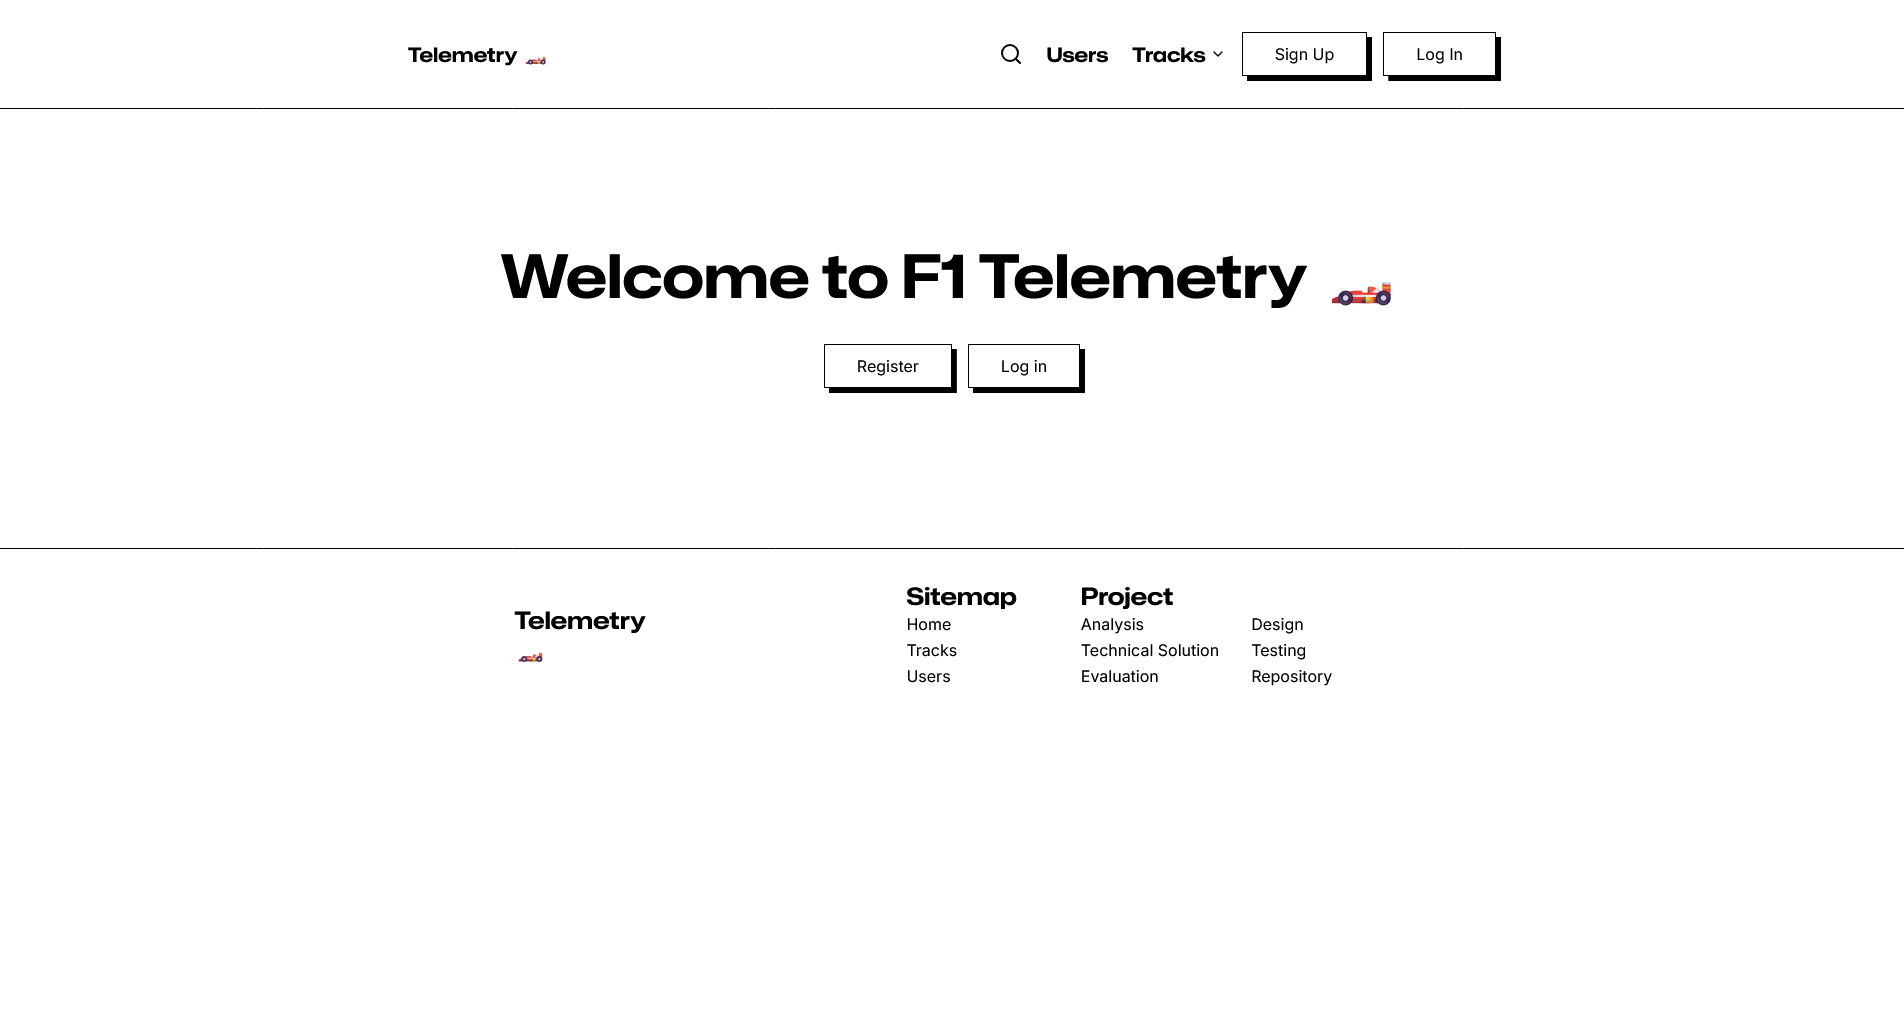 Telemetry 🏎️ Users Tracks Sign Up Log In
Welcome to F1 Telemetry 🏎️
Register Log in
Telemetry
🏎️
Sitemap
Home
Tracks
Users
Project
Analysis Design
Technical Solution Testing
Evaluation Repository